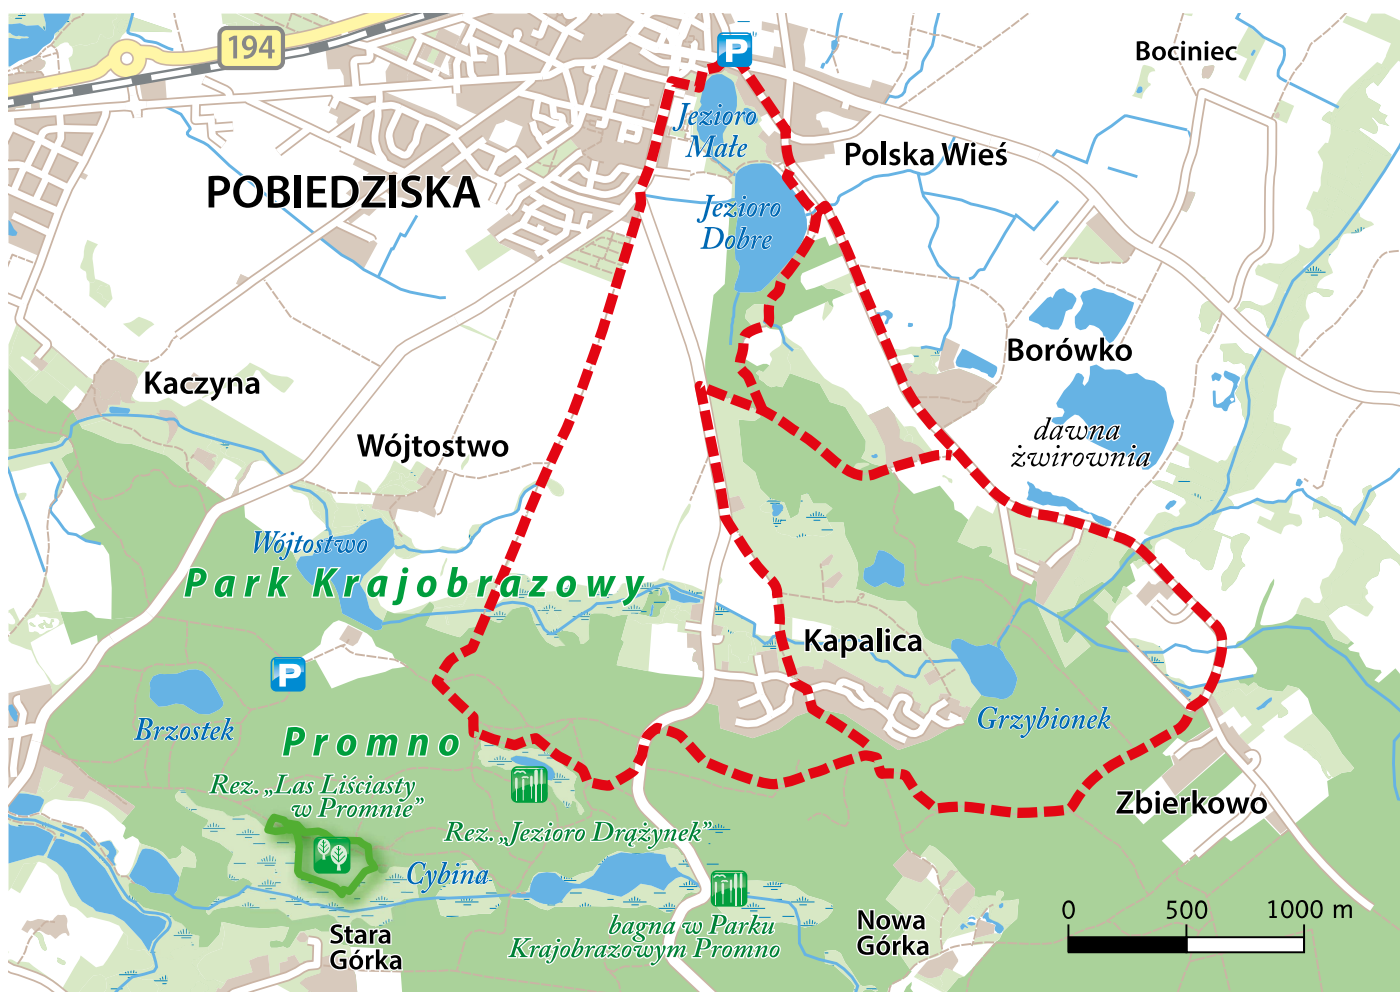 194
P
Bociniec
Jezioro
Małe
Polska Wieś
POBIEDZISKA
Jezioro
Dobre
Borówko
Kaczyna
dawna
żwirownia
Wójtostwo
Wójtostwo
Park Krajobrazowy
Kapalica
P
Brzostek
Grzybionek
Promno
Rez. „Las Liściasty
w Promnie”
Zbierkowo
Rez. „Jezioro Drążynek”
Cybina
bagna w Parku
Krajobrazowym Promno
Nowa
Górka
Stara
Górka
0 500 1000 m